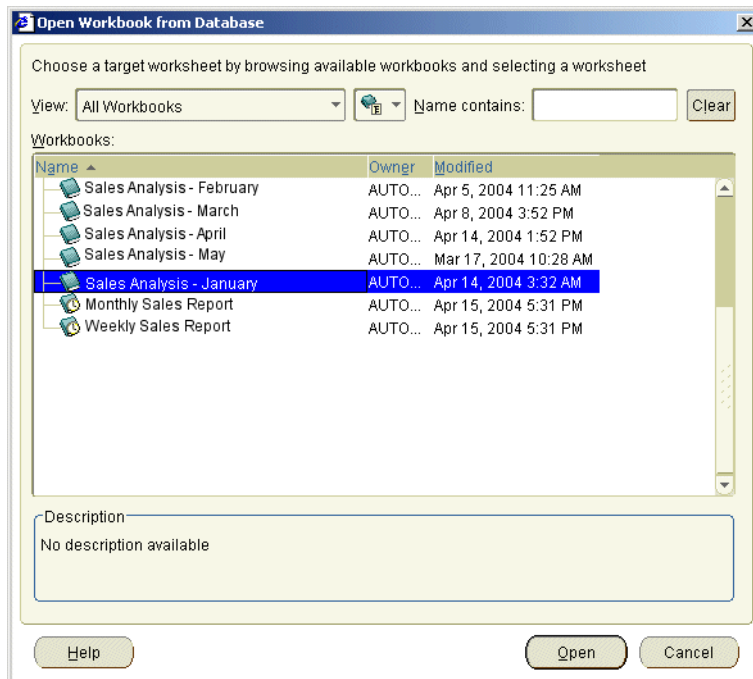 Open Workbook from Database
Choose a target worksheet by browsing available workbooks and selecting a worksheet
View: All Workbooks Name contains: Clear
Workbooks:
Name Owner Modified
Sales Analysis - February AUTO... Apr 5, 2004 11:25 AM
Sales Analysis - March AUTO... Apr 8, 2004 3:52 PM
Sales Analysis - April AUTO... Apr 14, 2004 1:52 PM
Sales Analysis - May AUTO... Mar 17, 2004 10:28 AM
Sales Analysis - January AUTO... Apr 14, 2004 3:32 AM
Monthly Sales Report AUTO... Apr 15, 2004 5:31 PM
Weekly Sales Report AUTO... Apr 15, 2004 5:31 PM
Description
No description available
Help Open Cancel